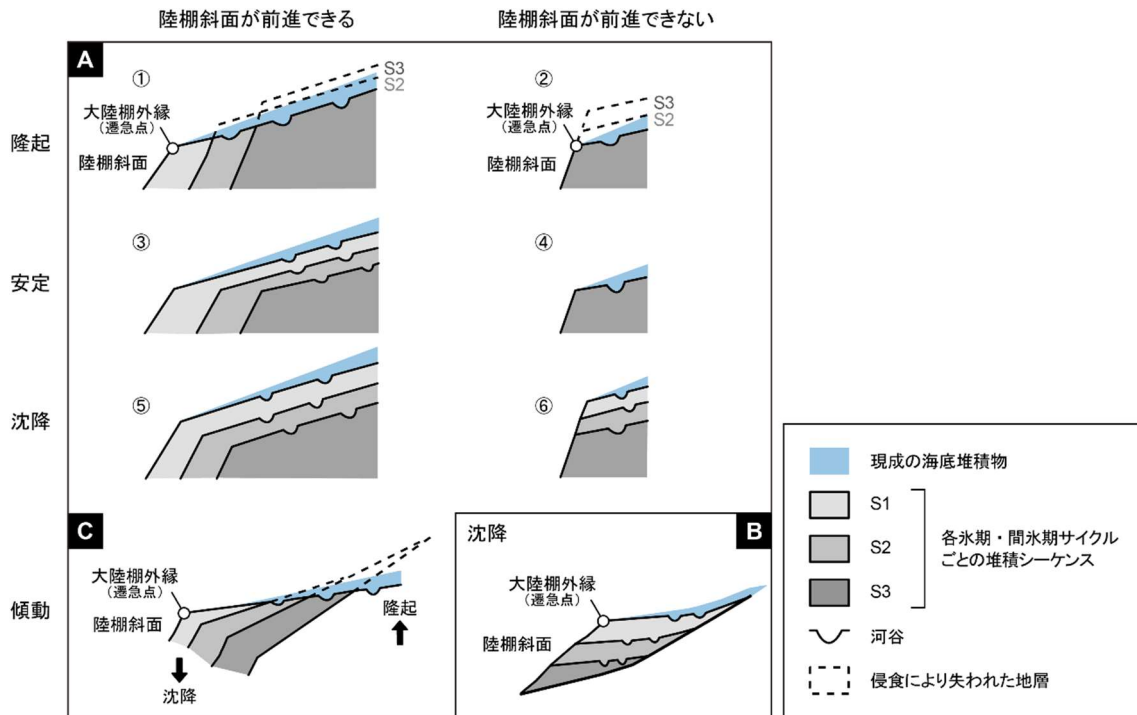 陸棚斜面が前進できる
陸棚斜面が前進できない
A
隆起
①
大陸棚外縁
(遷急点)
陸棚斜面
S3
S2
②
大陸棚外縁
(遷急点)
陸棚斜面
S3
S2
安定
③
④
沈降
⑤
⑥
C
傾動
大陸棚外縁
(遷急点)
陸棚斜面
沈降
隆起
沈降
B
大陸棚外縁
(遷急点)
陸棚斜面
現成の海底堆積物
S1
S2
S3
各氷期・間氷期サイクル
ごとの堆積シーケンス
河谷
侵食により失われた地層